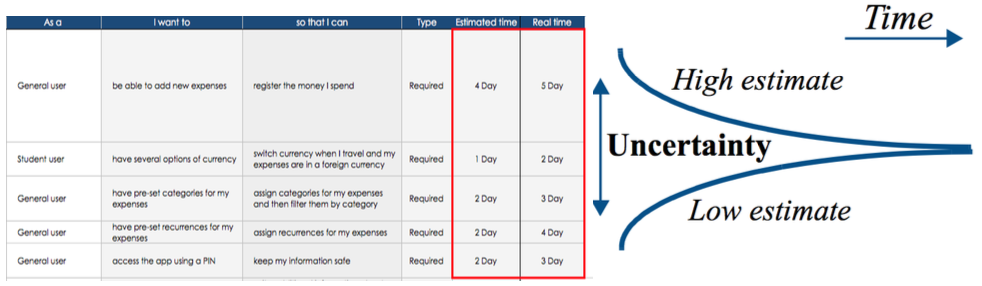 As a I want to so that I can Type Estimated time Real time
General user be able to add new expenses register the money I spend Required 4 Day 5 Day
Student user have several options of currency switch currency when I travel and my
expenses are in a foreign currency Required 1 Day 2 Day
General user have pre-set categories for my
expenses assign categories for my expenses
and then filter them by category Required 2 Day 3 Day
General user have pre-set recurrences for my
expenses assign recurrences for my expenses Required 2 Day 4 Day
General user access the app using a PIN keep my information safe Required 2 Day 3 Day
Time
High estimate
Uncertainty
Low estimate